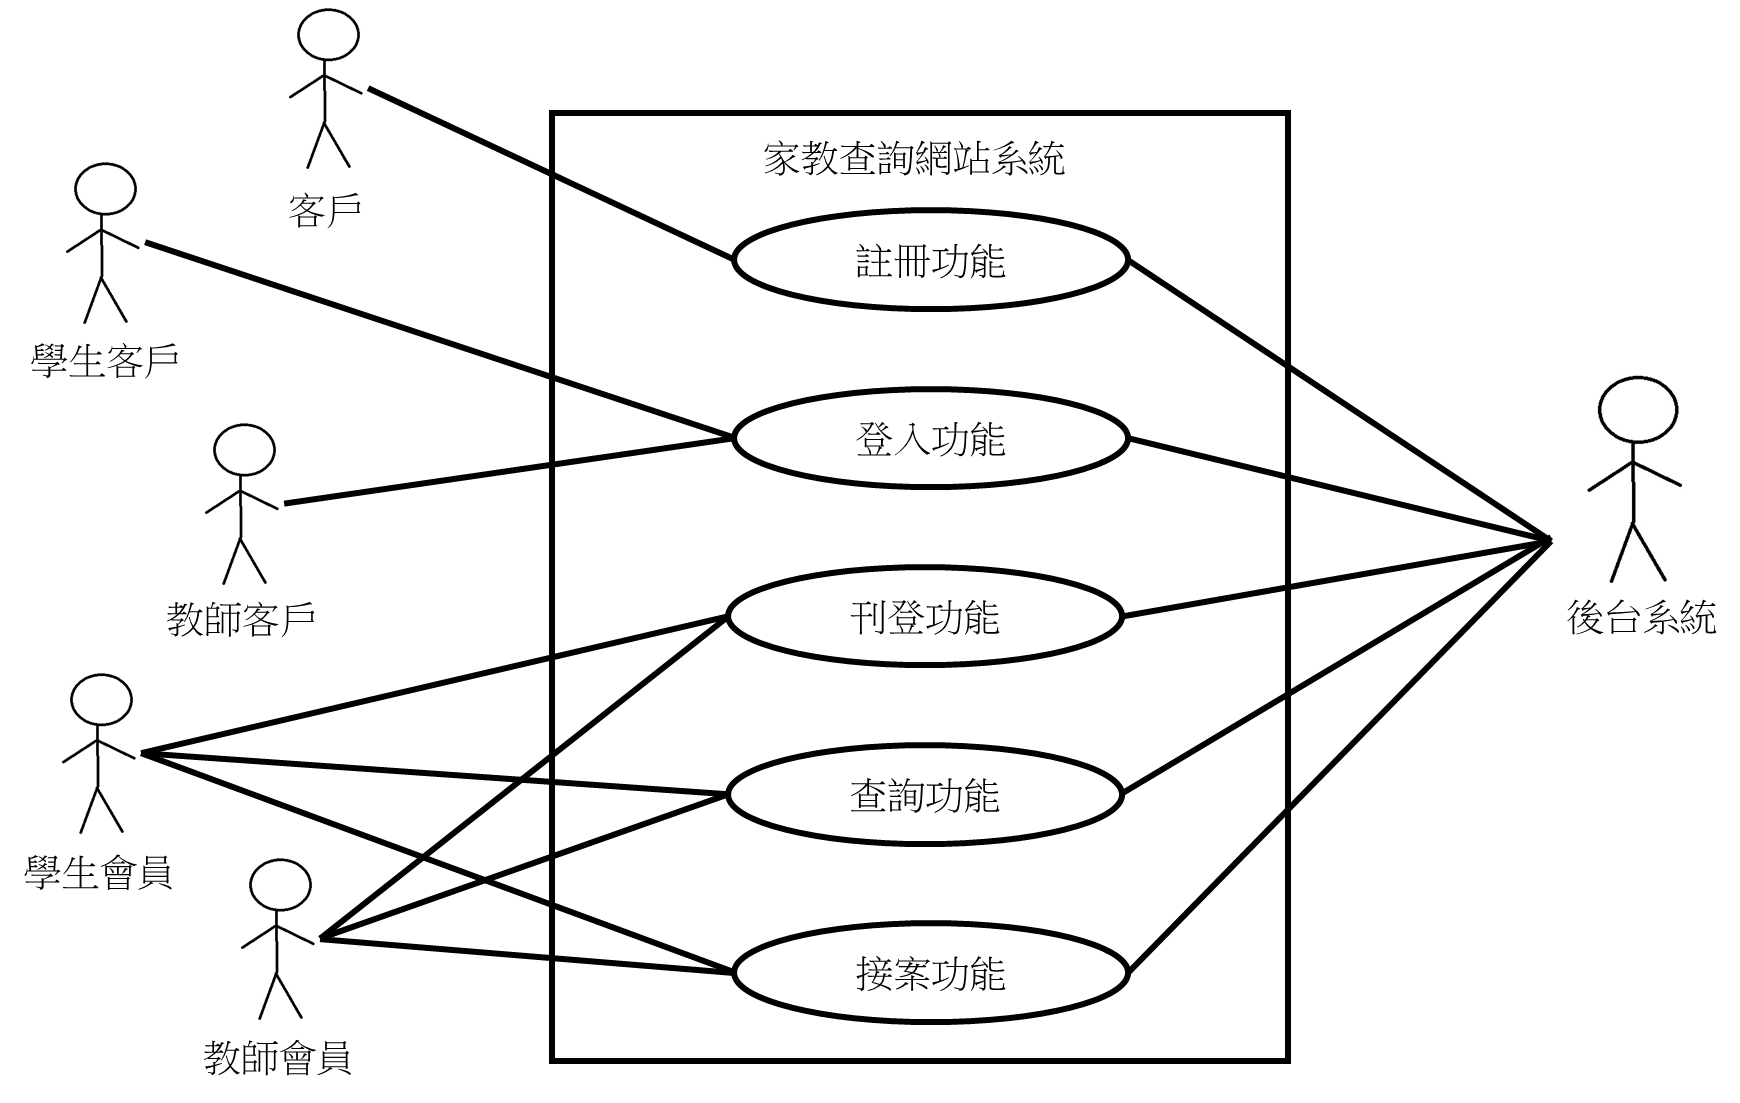 家教查詢網站系統
客戶
註冊功能
學生客戶
登入功能
教師客戶
刊登功能
後台系統
查詢功能
學生會員
接案功能
教師會員